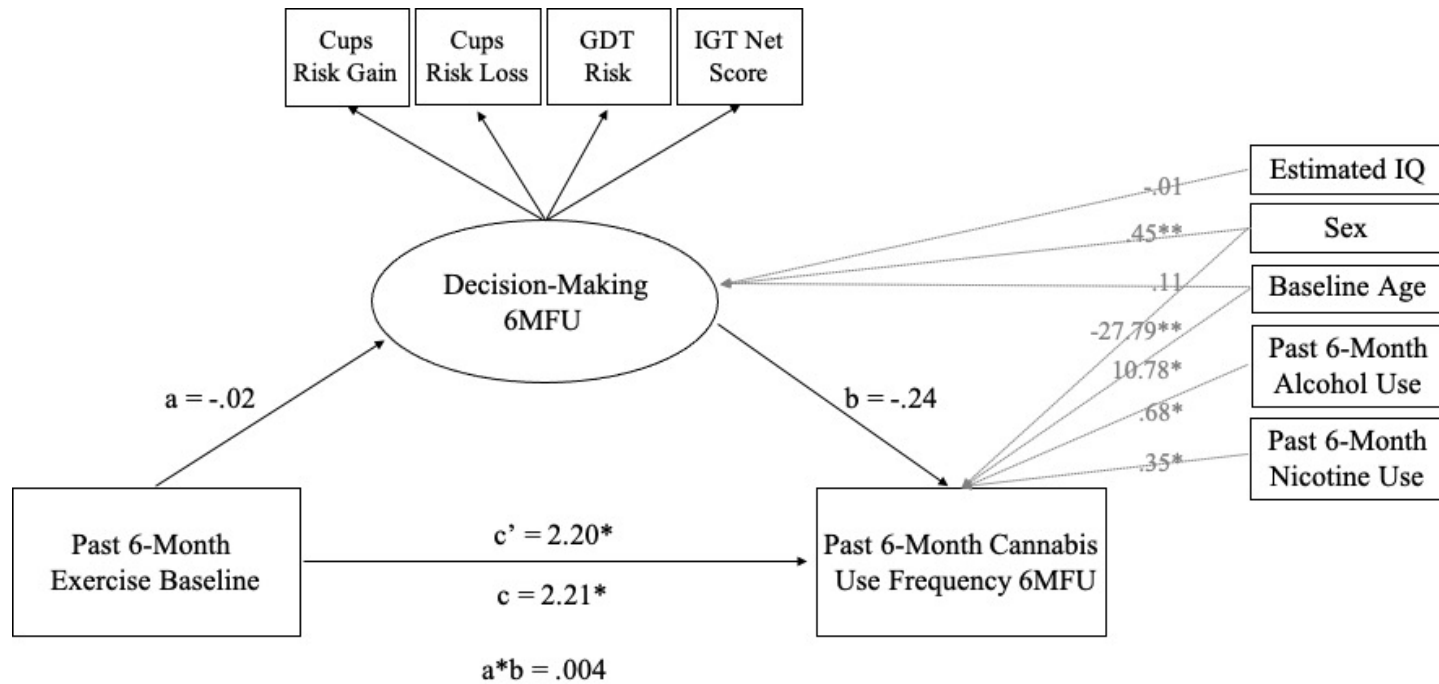 Cups
Risk Gain
Cups
Risk Loss
GDT
Risk
IGT Net
Score
Estimated IQ
-.01
Sex
.45**
Decision-Making
6MFU
.11
Baseline Age
-27.79**
10.78*
Past 6-Month
Alcohol Use
a = -.02
b = -.24
.68*
.35*
Past 6-Month
Nicotine Use
Past 6-Month
Exercise Baseline
c’ = 2.20*
c = 2.21*
Past 6-Month Cannabis
Use Frequency 6MFU
a*b = .004